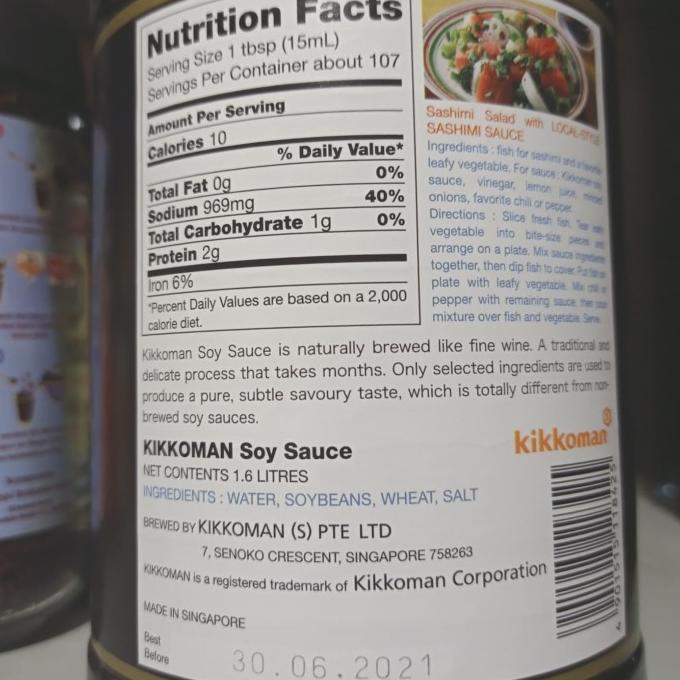 Nutrition Facts
Serving Size 1 tbsp (15mL)
Servings Per Container about 107
Amount Per Serving
Calories 10
% Daily Value*
Total Fat 0g 0%
Sodium 969mg 40%
Total Carbohydrate 1g 0%
Protein 2g
Iron 6%
*Percent Daily Values are based on a 2,000
calorie diet.
Sashimi Salad with LOCAL-STYLE
SASHIMI SAUCE
Ingredients : fish for sashimi and
leafy vegetable. For sauce : Kikkoman
sauce, vinegar, lemon juice, minced
onions, favorite chili or pepper.
Directions : Slice fresh fish. Tear
vegetable into bite-size pieces and
arrange on a plate. Mix sauce ingredients
together, then dip fish to cover. Put fish on
plate with leafy vegetable. Mix chili or
pepper with remaining sauce, then pour
mixture over fish and vegetable. Serve.
Kikkoman Soy Sauce is naturally brewed like fine wine. A traditional and
delicate process that takes months. Only selected ingredients are used to
produce a pure, subtle savoury taste, which is totally different from non-
brewed soy sauces.
kikkoman
KIKKOMAN Soy Sauce
NET CONTENTS 1.6 LITRES
INGREDIENTS : WATER, SOYBEANS, WHEAT, SALT
BREWED BY KIKKOMAN (S) PTE LTD
7, SENOKO CRESCENT, SINGAPORE 758263
KIKKOMAN is a registered trademark of Kikkoman Corporation
MADE IN SINGAPORE
Best
Before
30.06.2021